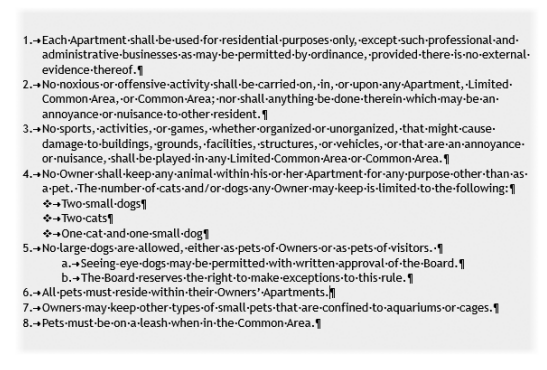 1. Each Apartment shall be used for residential purposes only, except such professional and
administrative businesses as may be permitted by ordinance, provided there is no external
evidence thereof.¶
2. No noxious or offensive activity shall be carried on, in, or upon any Apartment, Limited
Common Area, or Common Area; nor shall anything be done therein which may be an
annoyance or nuisance to other resident.¶
3. No sports, activities, or games, whether organized or unorganized, that might cause
damage to buildings, grounds, facilities, structures, or vehicles, or that are an annoyance
or nuisance, shall be played in any Limited Common Area or Common Area.¶
4. No Owner shall keep any animal within his or her Apartment for any purpose other than as
a pet. The number of cats and/or dogs any Owner may keep is limited to the following:¶
❖ Two small dogs¶
❖ Two cats¶
❖ One cat and one small dog¶
5. No large dogs are allowed, either as pets of Owners or as pets of visitors. ¶
a. Seeing-eye dogs may be permitted with written approval of the Board.¶
b. The Board reserves the right to make exceptions to this rule.¶
6. All pets must reside within their Owners’ Apartments.¶
7. Owners may keep other types of small pets that are confined to aquariums or cages.¶
8. Pets must be on a leash when in the Common Area.¶